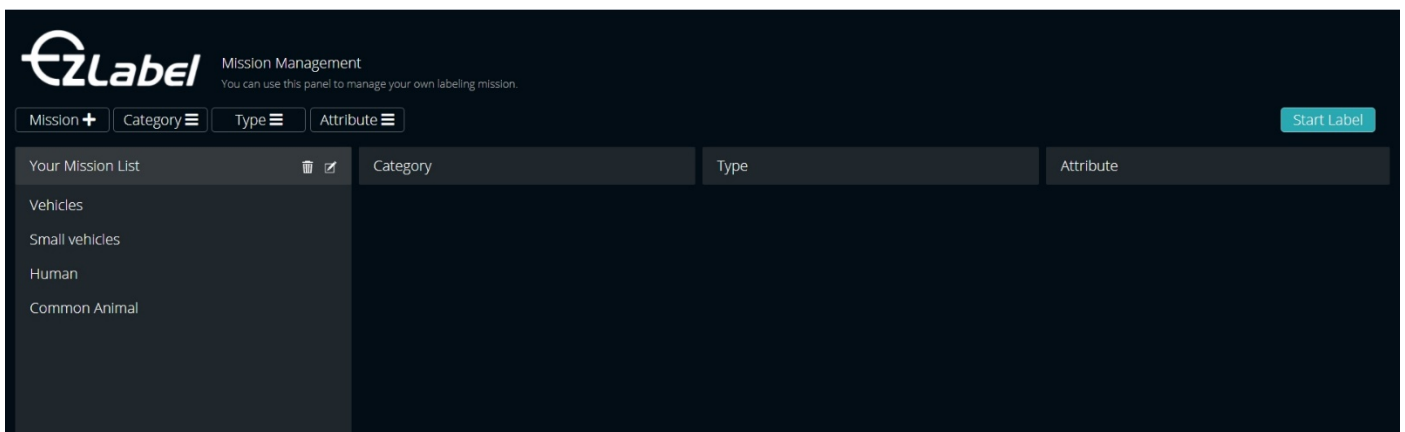 EZLabel
Mission Management
You can use this panel to manage your own labeling mission.
Mission Category Type Attribute Start Label
Your Mission List Category Type Attribute
Vehicles
Small vehicles
Human
Common Animal